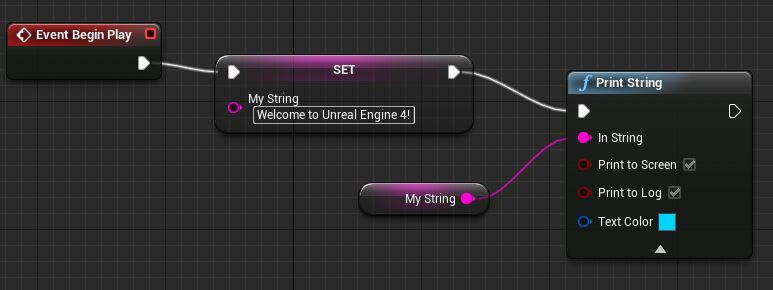 Event Begin Play
SET
My String
Welcome to Unreal Engine 4!
My String
Print String
In String
Print to Screen
Print to Log
Text Color